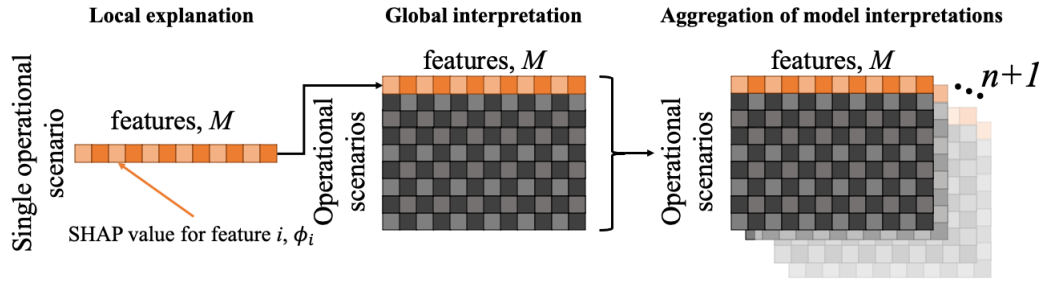 Local explanation
Single operational
scenario
features, M
SHAP value for feature i, ϕᵢ
Global interpretation
features, M
Operational
scenarios
Aggregation of model interpretations
features, M
n+1
Operational
scenarios